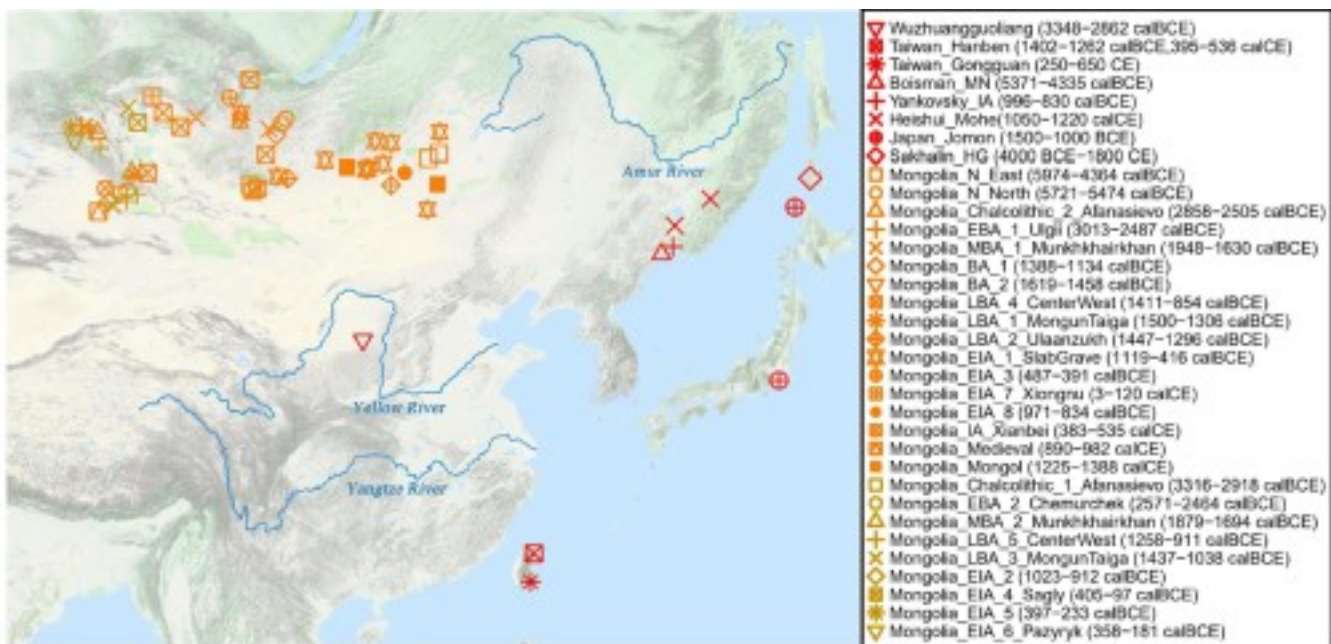 Amur River
Yellow River
Yangtze River
Wuzhuangguoliang (3348−2862 calBCE)
Taiwan_Hanben (1402−1262 calBCE,395−536 calCE)
Taiwan_Gongguan (250−650 CE)
Boisman_MN (5371−4335 calBCE)
Yankovsky_IA (996−830 calBCE)
Heishui_Mohe(1050−1220 calCE)
Japan_Jomon (1500−1000 BCE)
Sakhalin_HG (4000 BCE−1800 CE)
Mongolia_N_East (5974−4364 calBCE)
Mongolia_N_North (5721−5474 calBCE)
Mongolia_Chalcolithic_2_Afanasievo (2858−2505 calBCE)
Mongolia_EBA_1_Ulgii (3013−2487 calBCE)
Mongolia_MBA_1_Munkhkhairkhan (1948−1630 calBCE)
Mongolia_BA_1 (1388−1134 calBCE)
Mongolia_BA_2 (1619−1458 calBCE)
Mongolia_LBA_4_CenterWest (1411−854 calBCE)
Mongolia_LBA_1_MongunTaiga (1500−1306 calBCE)
Mongolia_LBA_2_Ulaanzukh (1447−1296 calBCE)
Mongolia_EIA_1_SlabGrave (1119−416 calBCE)
Mongolia_EIA_3 (487−391 calBCE)
Mongolia_EIA_7_Xiongnu (3−120 calCE)
Mongolia_EIA_8 (971−834 calBCE)
Mongolia_IA_Xianbei (383−535 calCE)
Mongolia_Medieval (890−982 calCE)
Mongolia_Mongol (1225−1388 calCE)
Mongolia_Chalcolithic_1_Afanasievo (3316−2918 calBCE)
Mongolia_EBA_2_Chemurchek (2571−2464 calBCE)
Mongolia_MBA_2_Munkhkhairkhan (1879−1694 calBCE)
Mongolia_LBA_5_CenterWest (1258−911 calBCE)
Mongolia_LBA_3_MongunTaiga (1437−1038 calBCE)
Mongolia_EIA_2 (1023−912 calBCE)
Mongolia_EIA_4_Sagly (405−97 calBCE)
Mongolia_EIA_5 (397−233 calBCE)
Mongolia_EIA_6_Pazyryk (358−181 calBCE)